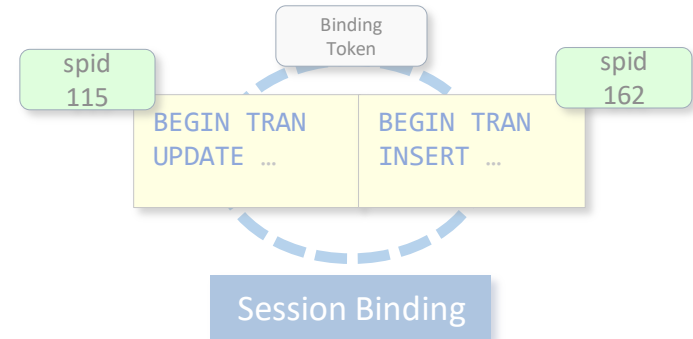 Binding
Token
spid
115
spid
162
BEGIN TRAN
UPDATE …
BEGIN TRAN
INSERT …
Session Binding